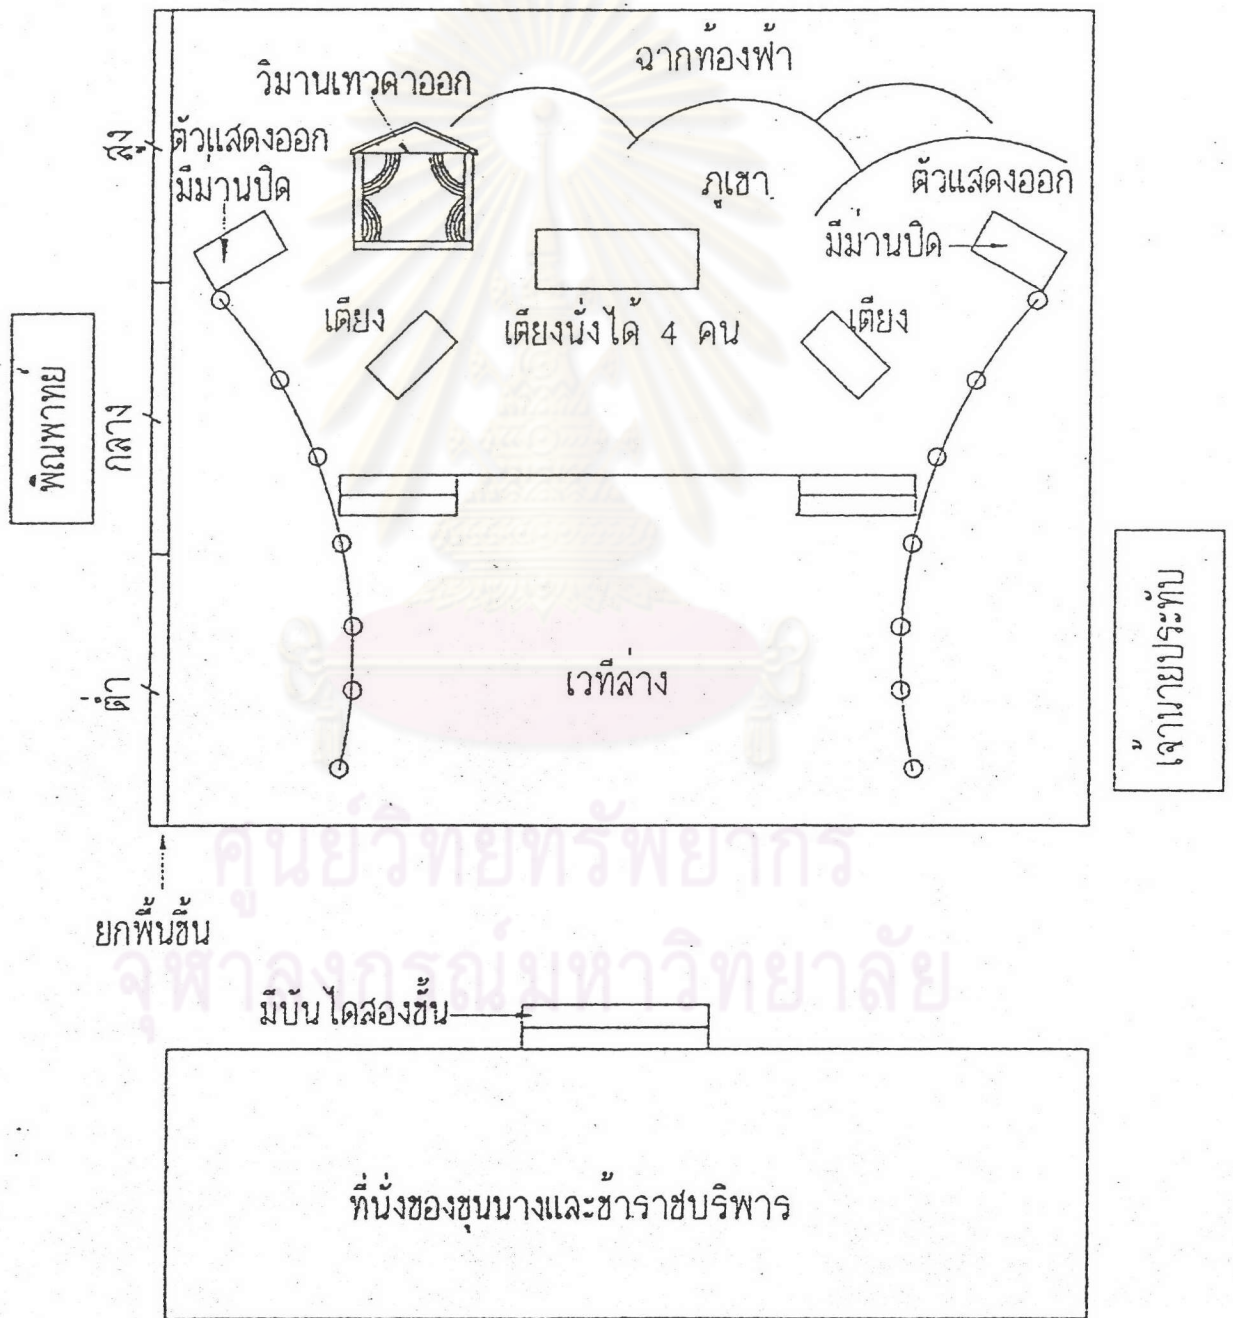 ฉากท้องฟ้า
วิมานเทวดาออก
สูง
ตัวแสดงออก
มีม่านปิด
ภูเขา
ตัวแสดงออก
มีม่านปิด
เตียง
เตียงนั่งได้ 4 คน
เตียง
พิณพาทย์
กลาง
ต่ำ
เวทีล่าง
เจ้านายประทับ
ยกพื้นขึ้น
ศูนย์วิทยทรัพยากร
จุฬาลงกรณ์มหาวิทยาลัย
มีบันไดสองขั้น
ที่นั่งของขุนนางและข้าราชบริพาร